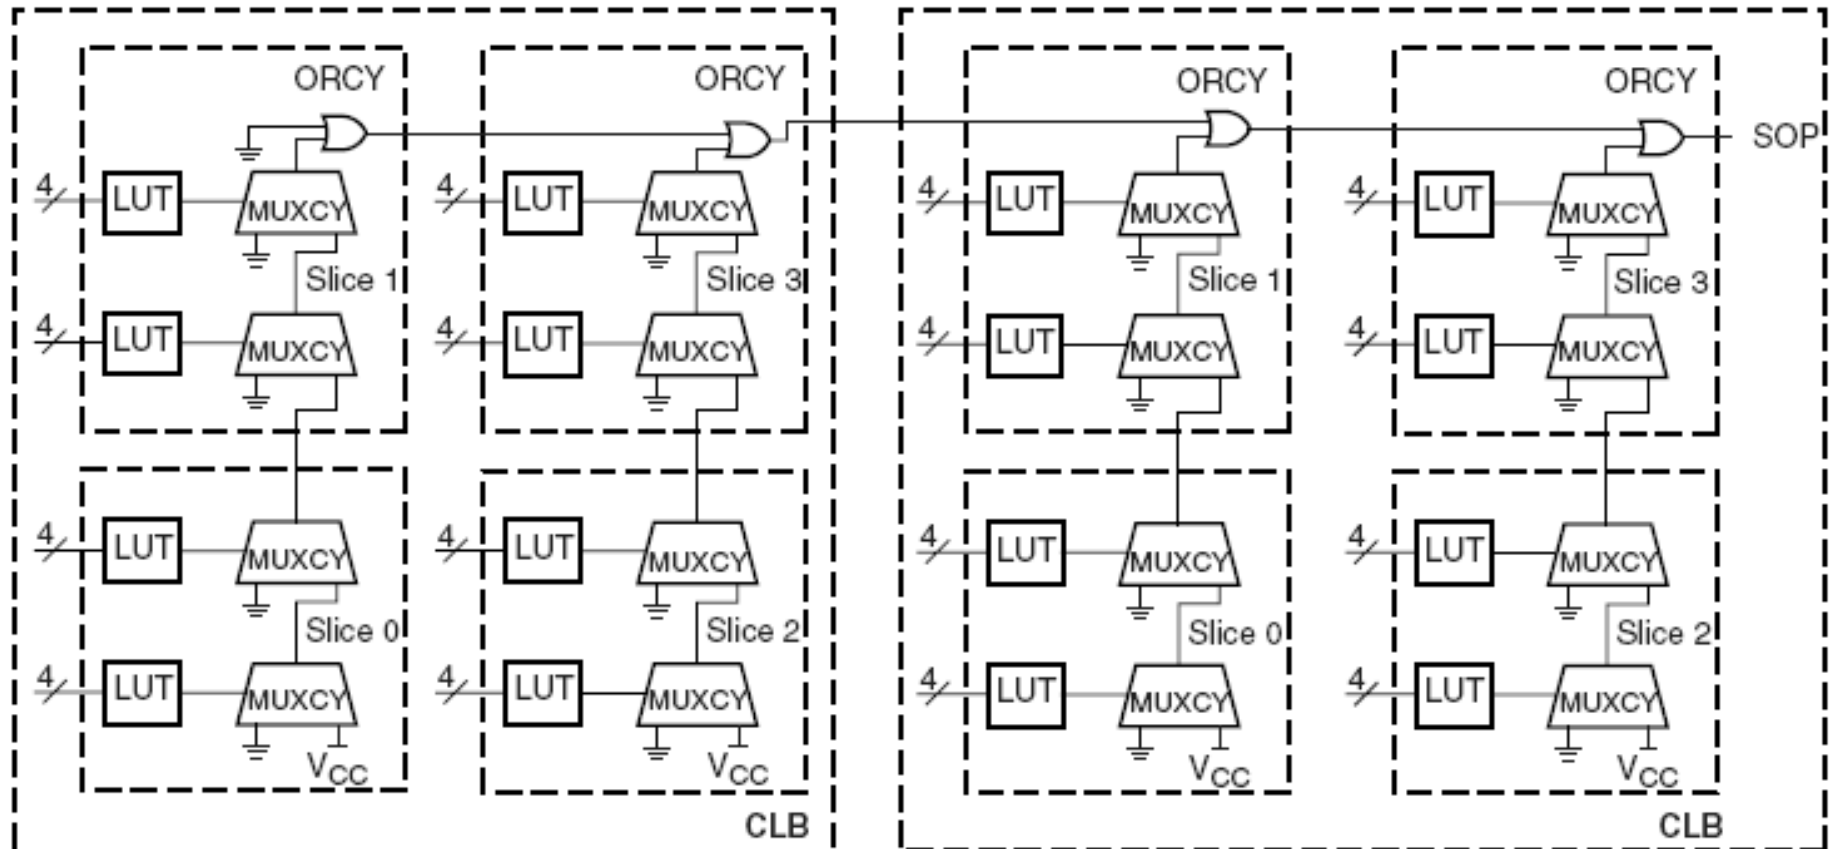 ORCY ORCY ORCY ORCY
SOP
4 LUT MUXCY 4 LUT MUXCY 4 LUT MUXCY 4 LUT MUXCY
Slice 1 Slice 3 Slice 1 Slice 3
4 LUT MUXCY 4 LUT MUXCY 4 LUT MUXCY 4 LUT MUXCY
4 LUT MUXCY 4 LUT MUXCY 4 LUT MUXCY 4 LUT MUXCY
Slice 0 Slice 2 Slice 0 Slice 2
4 LUT MUXCY 4 LUT MUXCY 4 LUT MUXCY 4 LUT MUXCY
VCC VCC VCC VCC
CLB CLB